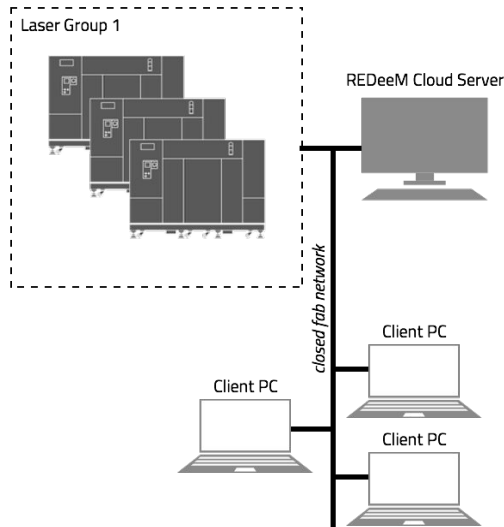 Laser Group 1
REDeeM Cloud Server
closed fab network
Client PC
Client PC
Client PC